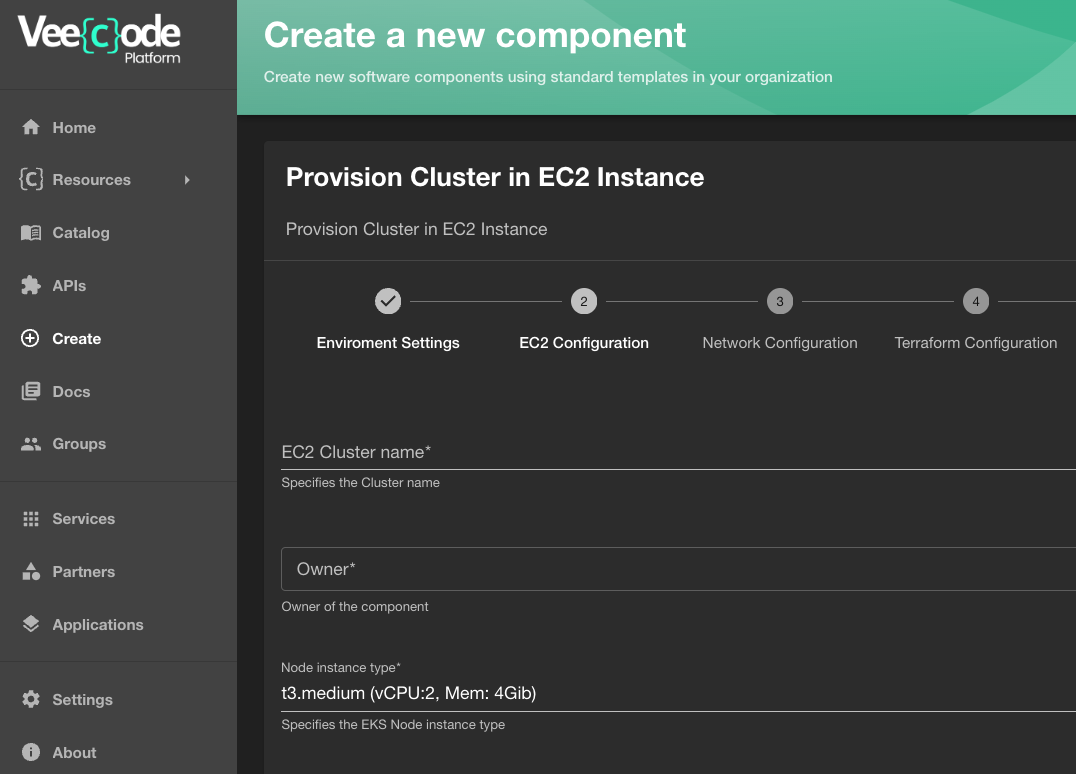 Vee{c}ode
Platform
Home
{C} Resources
Catalog
APIs
Create
Docs
Groups
Services
Partners
Applications
Settings
About
Create a new component
Create new software components using standard templates in your organization
Provision Cluster in EC2 Instance
Provision Cluster in EC2 Instance
2 3 4
Enviroment Settings EC2 Configuration Network Configuration Terraform Configuration
EC2 Cluster name*
Specifies the Cluster name
Owner*
Owner of the component
Node instance type*
t3.medium (vCPU:2, Mem: 4Gib)
Specifies the EKS Node instance type